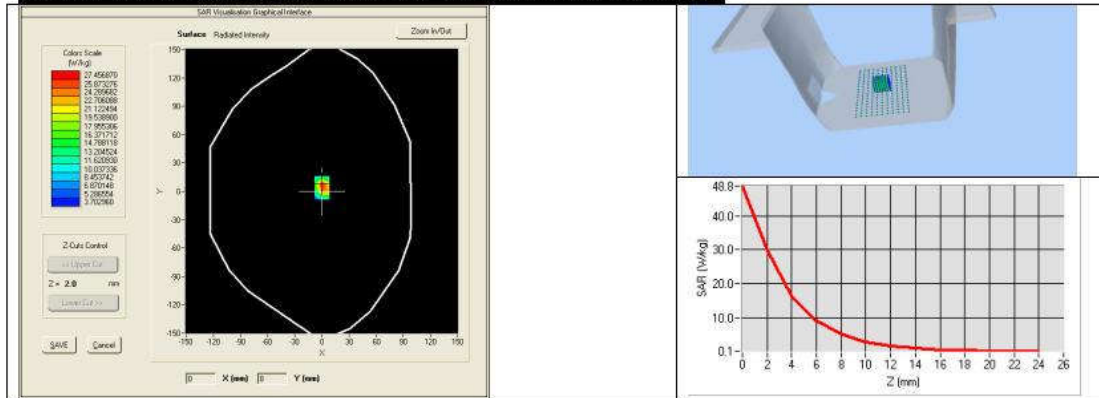 SAR Visualisation Graphical Interface
Surface Radiated Intensity
Zoom In/Out
Colors Scale
(W/kg)
27.456870
25.873276
24.289682
22.706088
21.122494
19.538900
17.955306
16.371712
14.788118
13.204524
11.620930
10.037336
8.453742
6.870148
5.286554
3.702960
Z-Cuts Control
<< Upper Cut
Z = 2.0 mm
Lower Cut >>
SAVE Cancel
150
120
90
60
30
0
-30
-60
-90
-120
-150
Y
-150 -120 -90 -60 -30 0 30 60 90 120 150
X
0 X (mm) 0 Y (mm)
48.8
40.0
30.0
20.0
10.0
0.1
SAR (W/kg)
0 2 4 6 8 10 12 14 16 18 20 22 24 26
Z (mm)